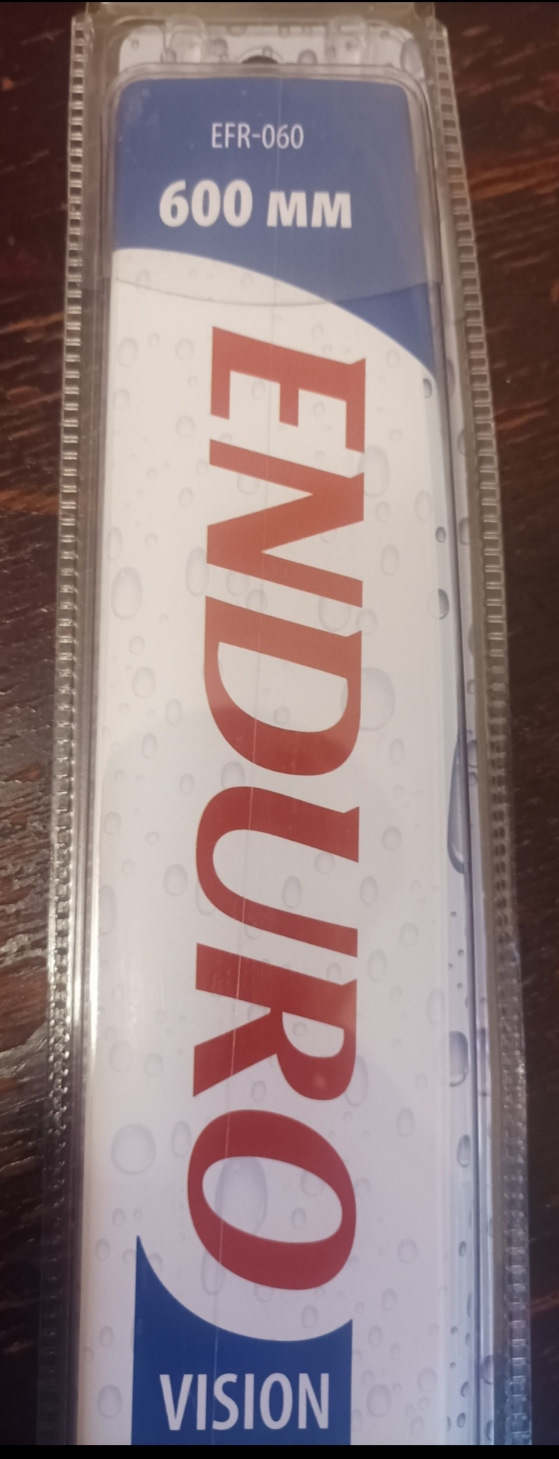 EFR-060
600 мм
ENDURO
VISION